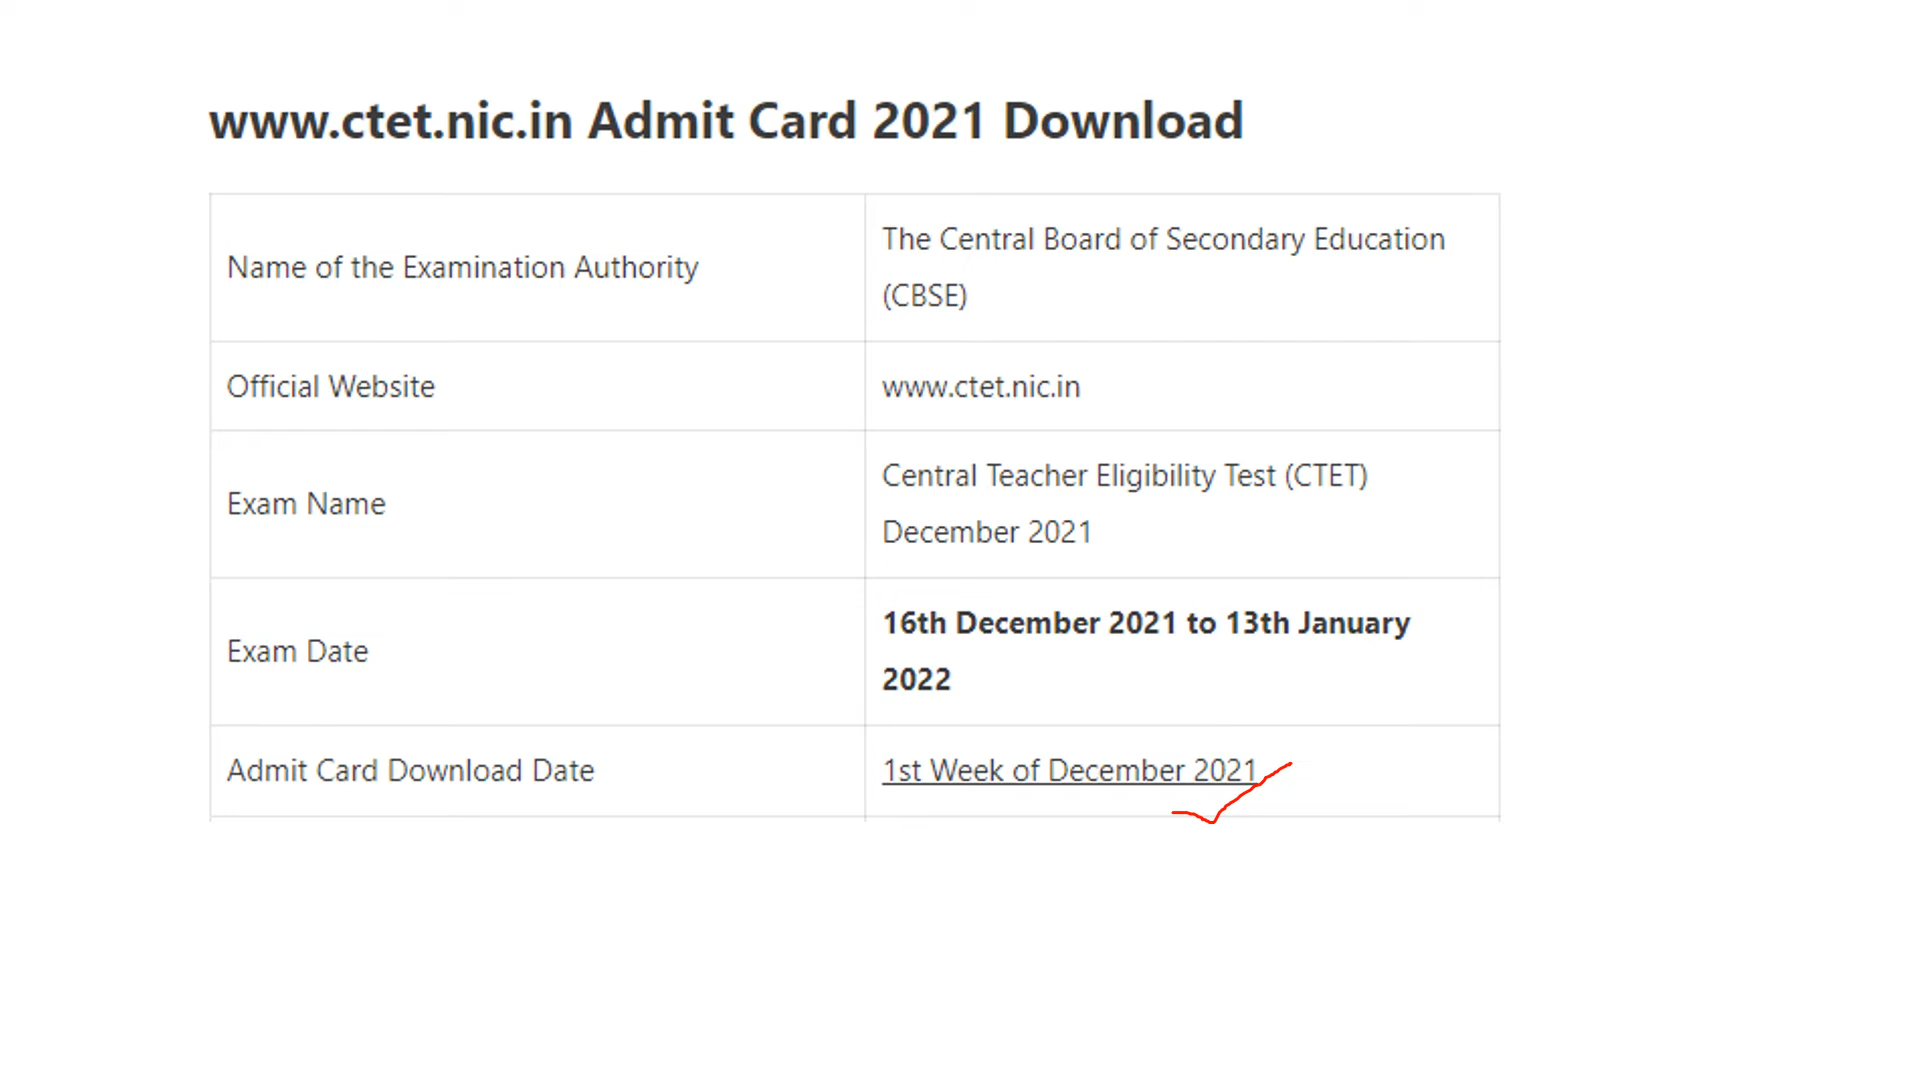 www.ctet.nic.in Admit Card 2021 Download
Name of the Examination Authority
The Central Board of Secondary Education
(CBSE)
Official Website
www.ctet.nic.in
Exam Name
Central Teacher Eligibility Test (CTET)
December 2021
Exam Date
16th December 2021 to 13th January
2022
Admit Card Download Date
1st Week of December 2021